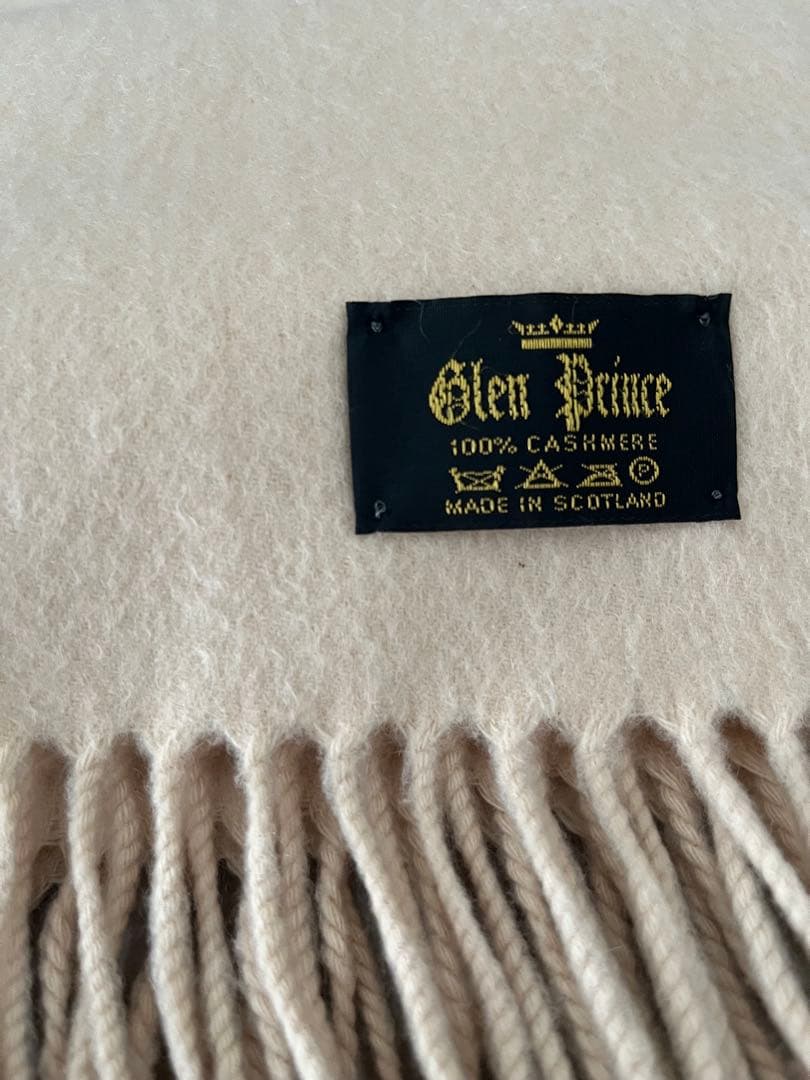 Glen Prince
100% CASHMERE
P
MADE IN SCOTLAND